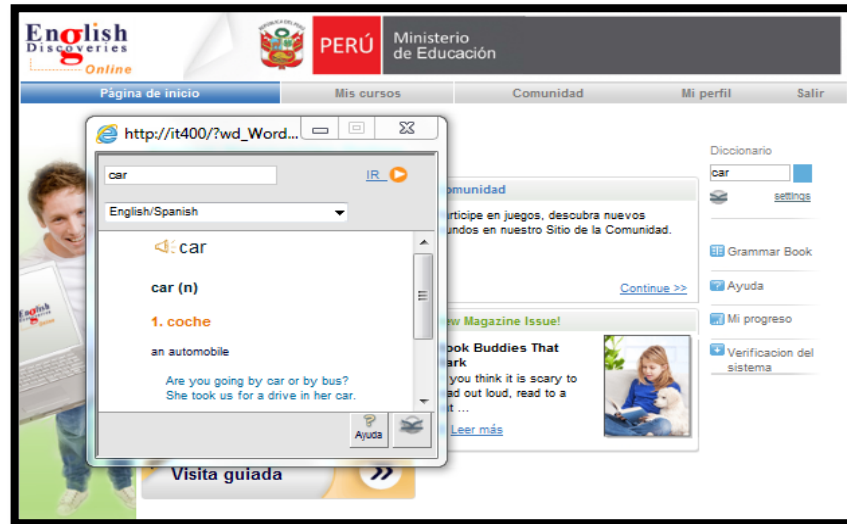 English
Discoveries
Online
PERÚ
Ministerio
de Educación
Página de inicio
Mis cursos
Comunidad
Mi perfil
Salir
http://it400/?wd_Word...
car
IR
English/Spanish
car
car (n)
1. coche
an automobile
Are you going by car or by bus?
She took us for a drive in her car.
Ayuda
omunidad
rticipe en juegos, descubra nuevos
undos en nuestro Sitio de la Comunidad.
Continue >>
ew Magazine Issue!
ok Buddies That
ark
you think it is scary to
ad out loud, read to a
t ...
Leer más
Diccionario
car
settings
Grammar Book
Ayuda
Mi progreso
Verificacion del
sistema
English
Visita guiada